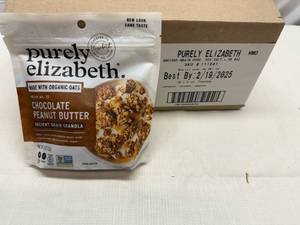 NEW LOOK
SAME TASTE
purely
elizabeth.
MADE WITH ORGANIC OATS
CHOCOLATE
PEANUT BUTTER
ANCIENT GRAIN GRANOLA
PURELY ELIZABETH
Best By: 2/19/2025